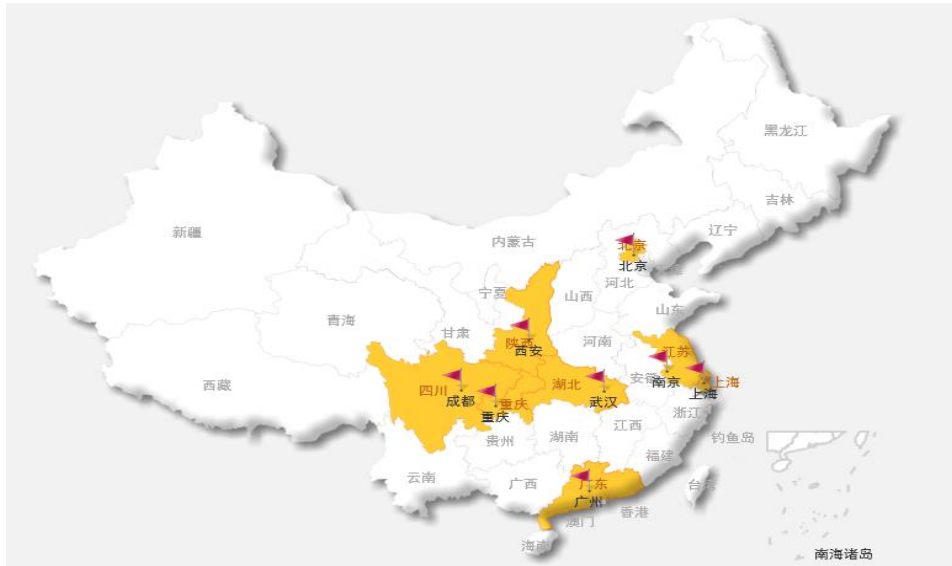 黑龙江
吉林
辽宁
新疆
内蒙古
北京
北京
河北
宁夏
山西
山东
青海
甘肃
陕西
西安
河南
江苏
南京
西藏
四川
成都
重庆
重庆
湖北
武汉
安徽
上海
上海
浙江
贵州
湖南
江西
钓鱼岛
福建
云南
广西
广东
广州
香港
澳门
海南
南海诸岛